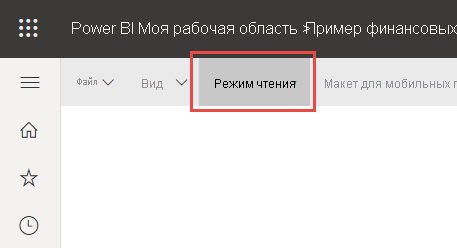 Power BI Моя рабочая область > Пример финансовых
Файл Вид Режим чтения Макет для мобильных